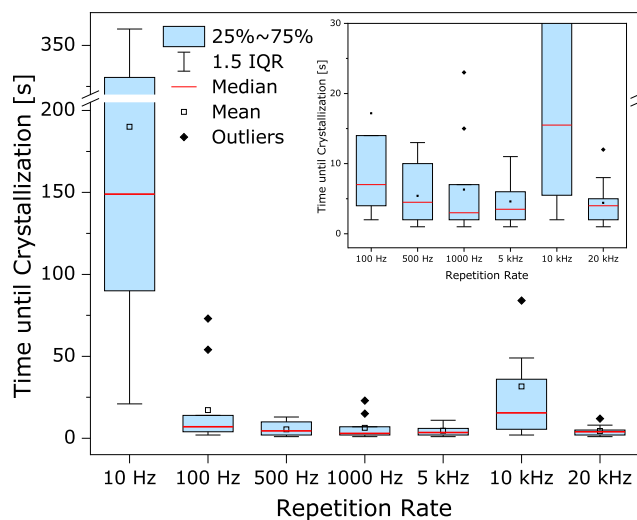 Time until Crystallization [s]
350
200
150
100
50
0
25%~75%
1.5 IQR
Median
Mean
Outliers
Time until Crystallization [s]
30
20
10
0
100 Hz 500 Hz 1000 Hz 5 kHz 10 kHz 20 kHz
Repetition Rate
10 Hz 100 Hz 500 Hz 1000 Hz 5 kHz 10 kHz 20 kHz
Repetition Rate